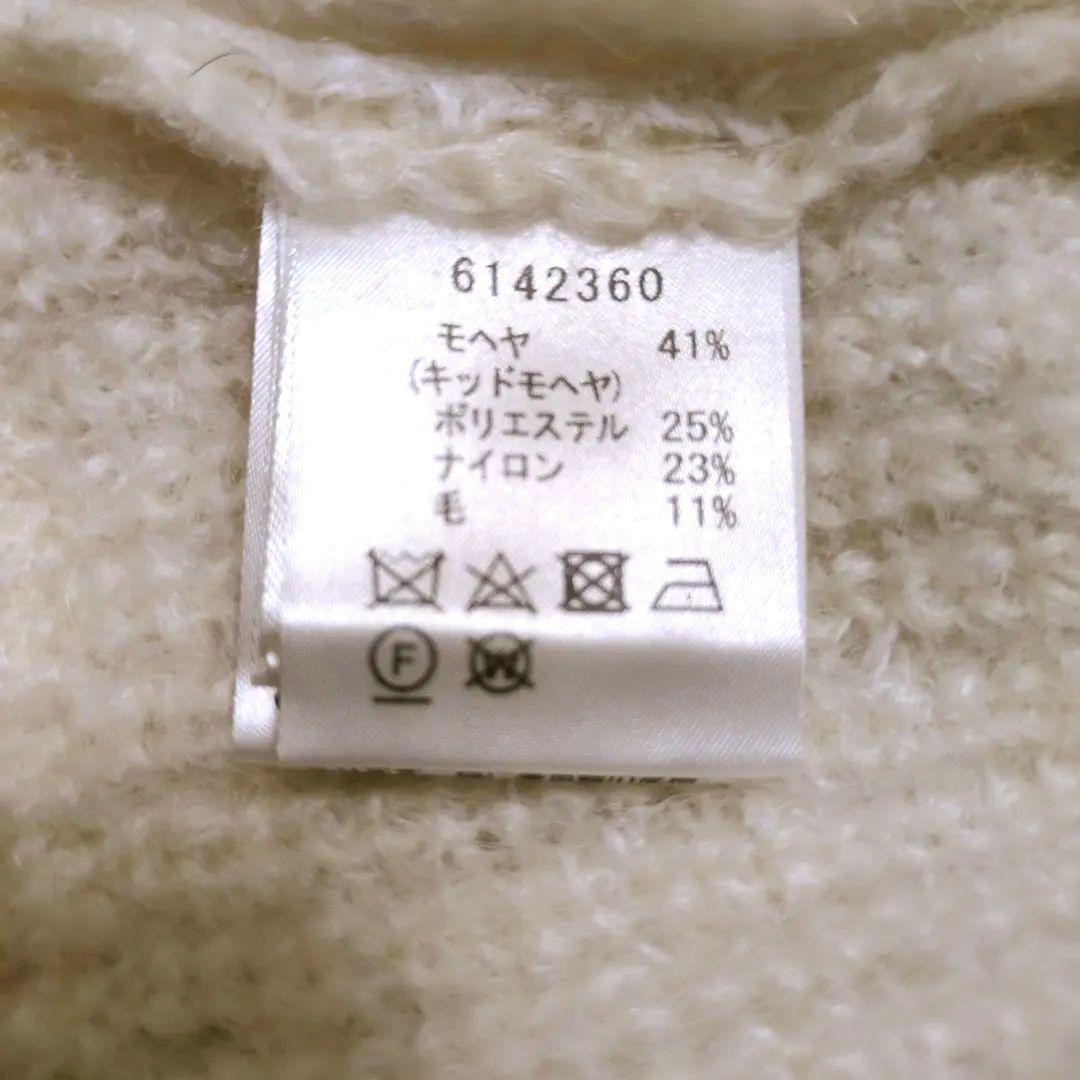 6142360
モヘヤ 41%
(キッドモヘヤ)
ポリエステル 25%
ナイロン 23%
毛 11%
F W